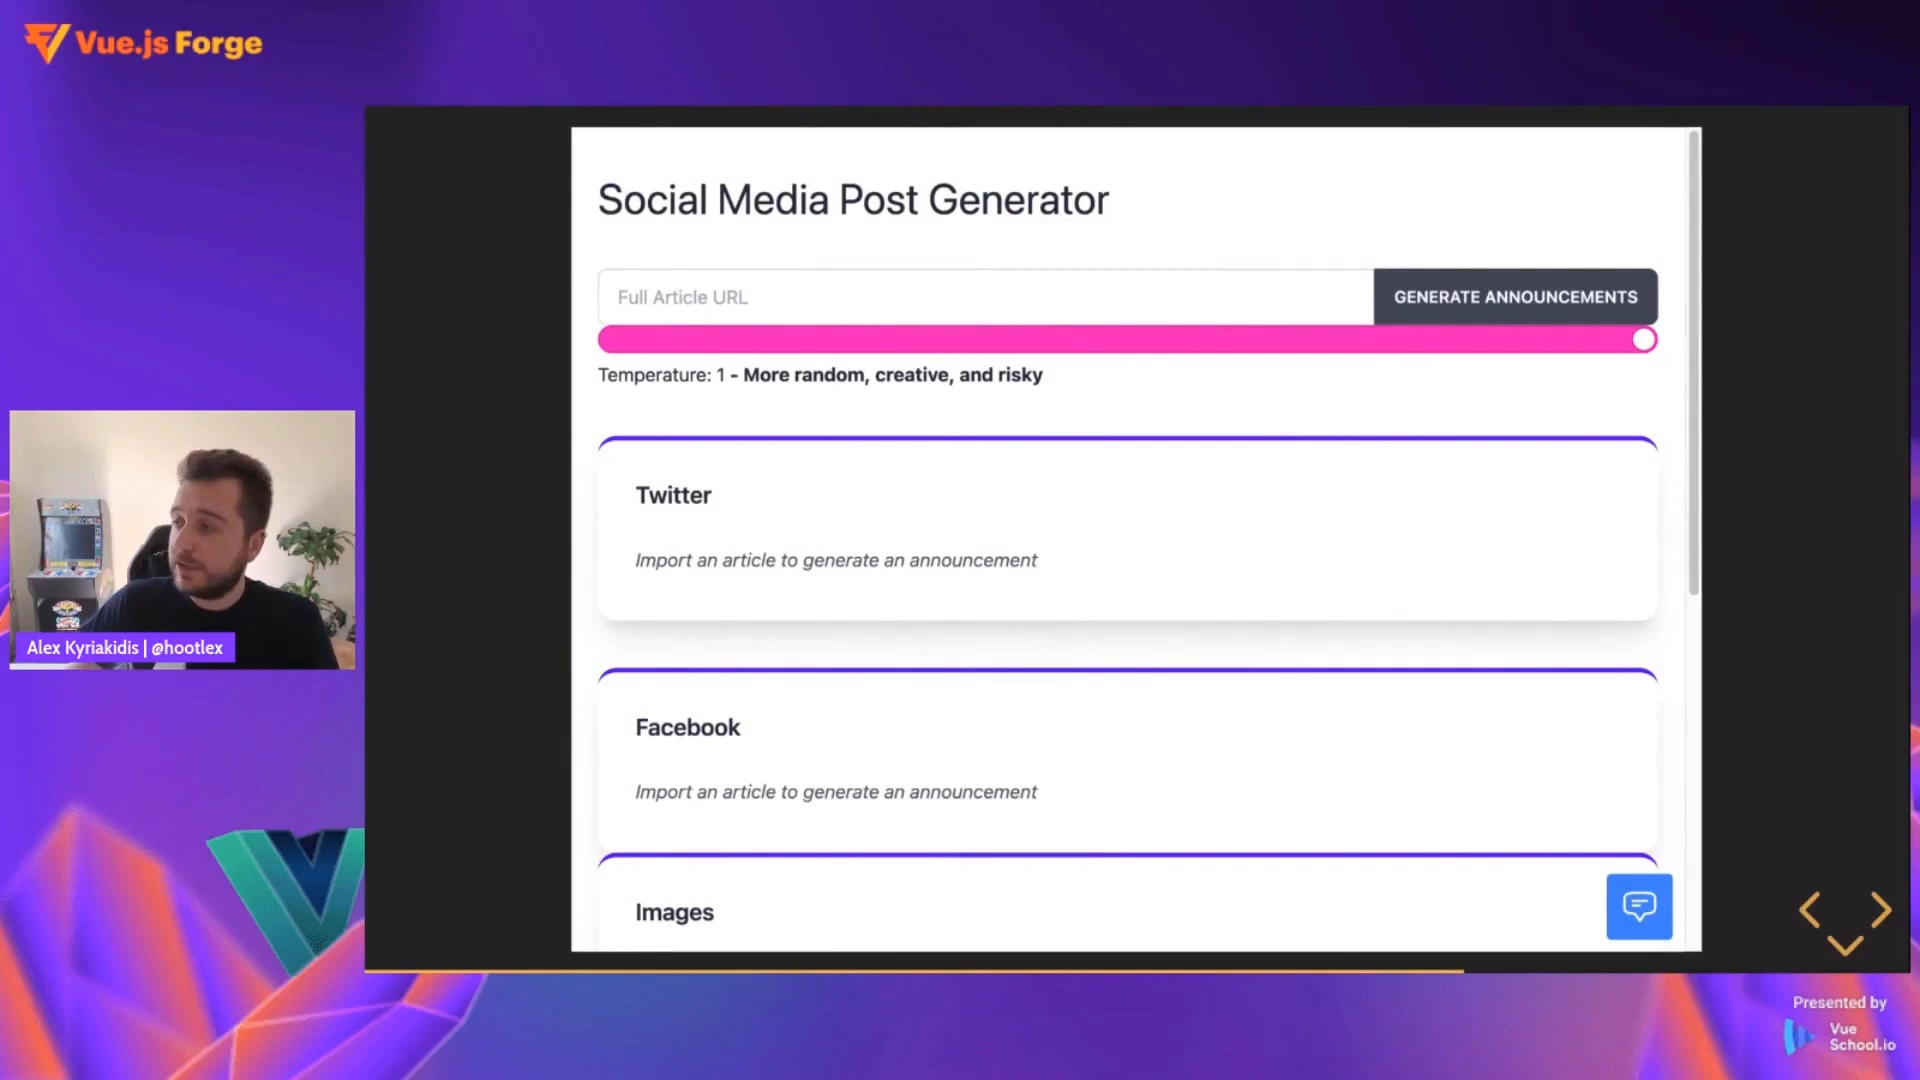 Vue.js Forge
Social Media Post Generator
Full Article URL
GENERATE ANNOUNCEMENTS
Temperature: 1 - More random, creative, and risky
Twitter
Import an article to generate an announcement
Facebook
Import an article to generate an announcement
Images
Alex Kyriakidis | @hootlex
Presented by
Vue
School.io